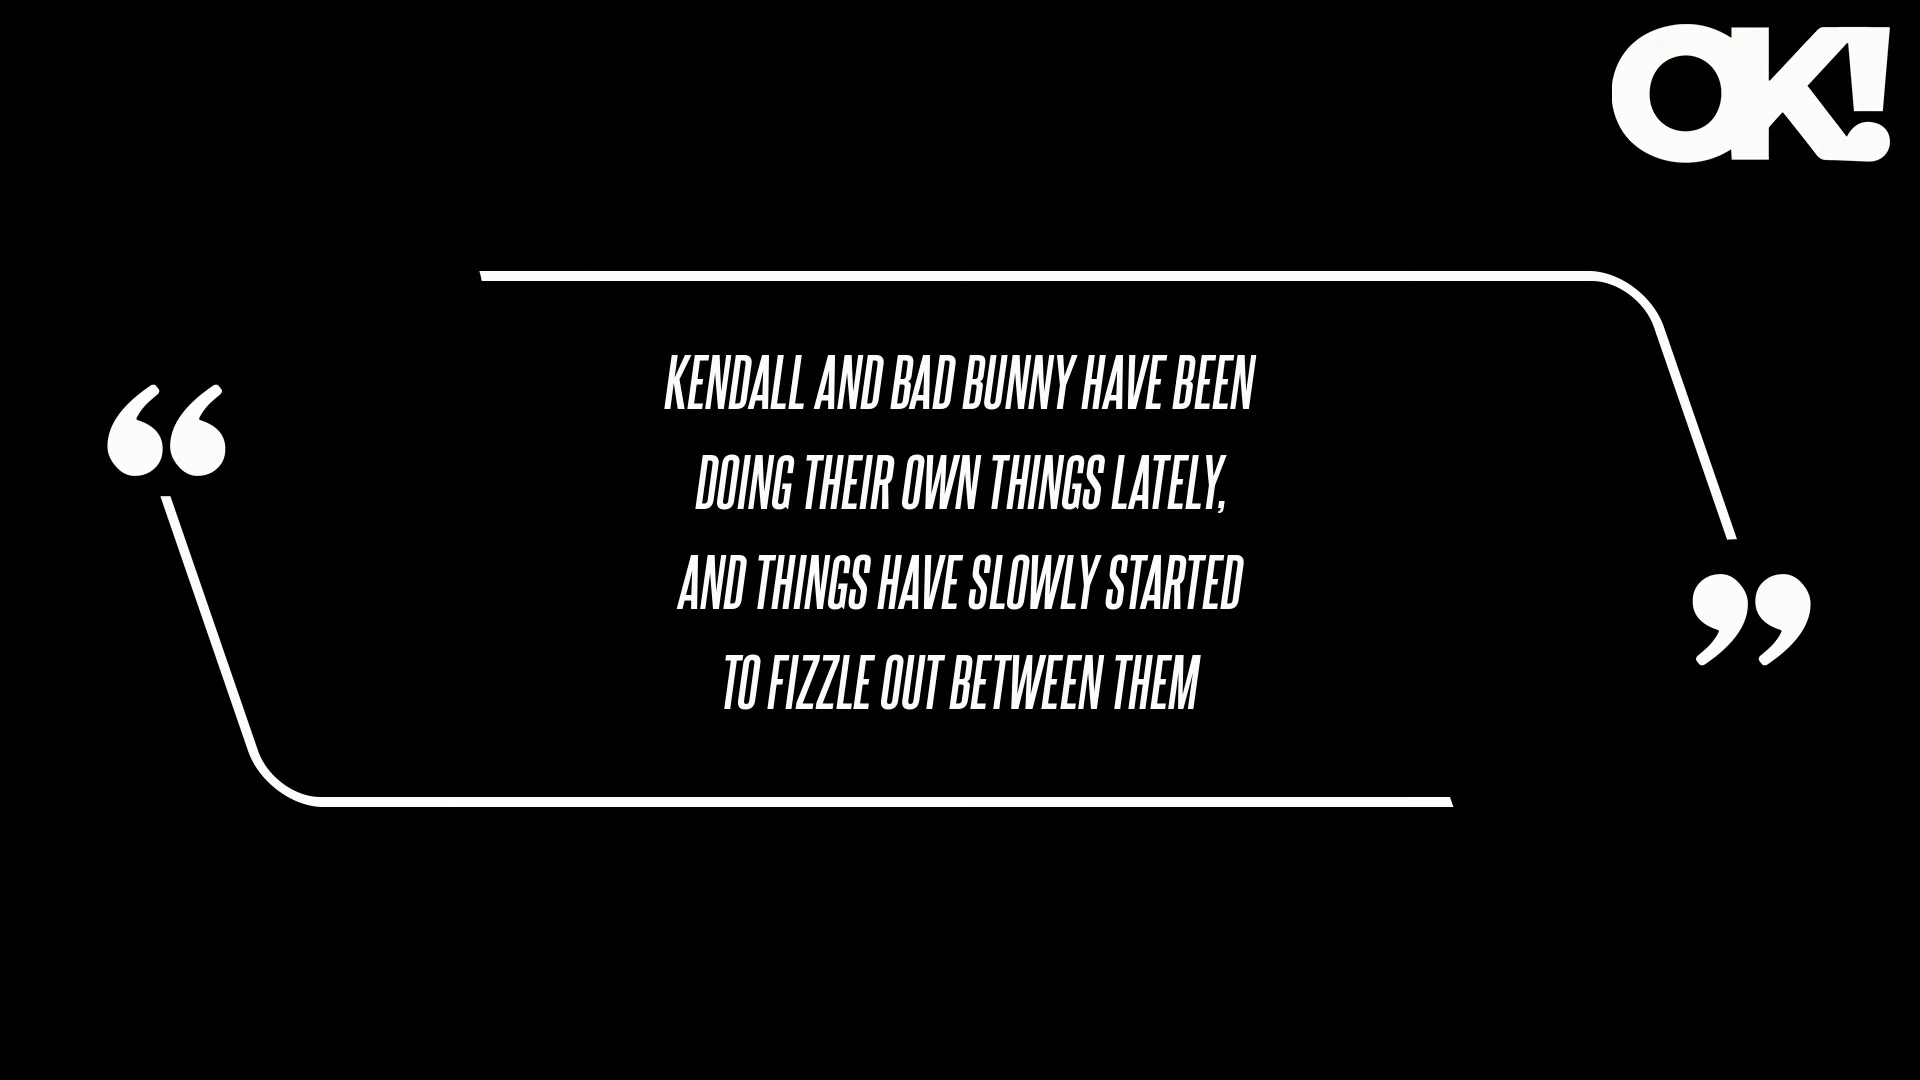 OK!
“
KENDALL AND BAD BUNNY HAVE BEEN
DOING THEIR OWN THINGS LATELY,
AND THINGS HAVE SLOWLY STARTED
TO FIZZLE OUT BETWEEN THEM
”